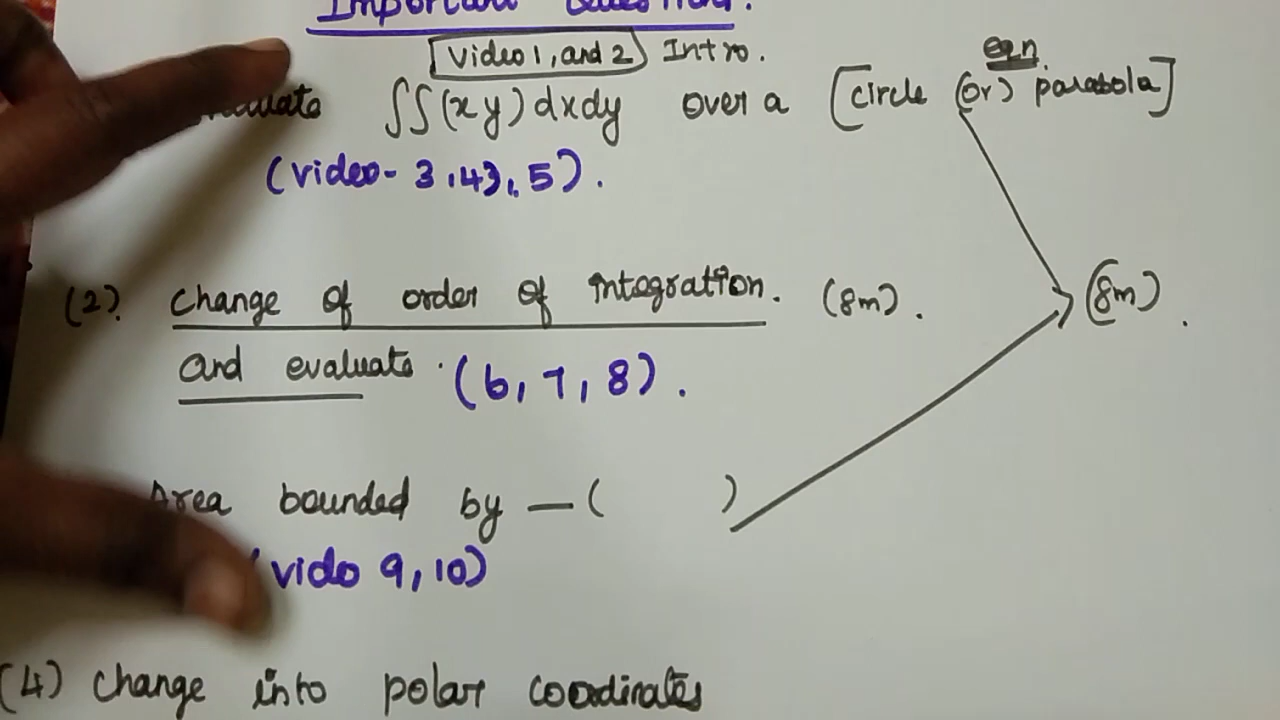 Important
Video 1, and 2 Intro.
eqn
∫∫(xy) dxdy over a [circle (or) parabola]
(video - 3,4,5).
(2). Change of order of integration. (8m). (8m).
and evaluate. (6, 7, 8).
Area bounded by — ( )
(vido 9, 10)
(4) Change into polar coordinates